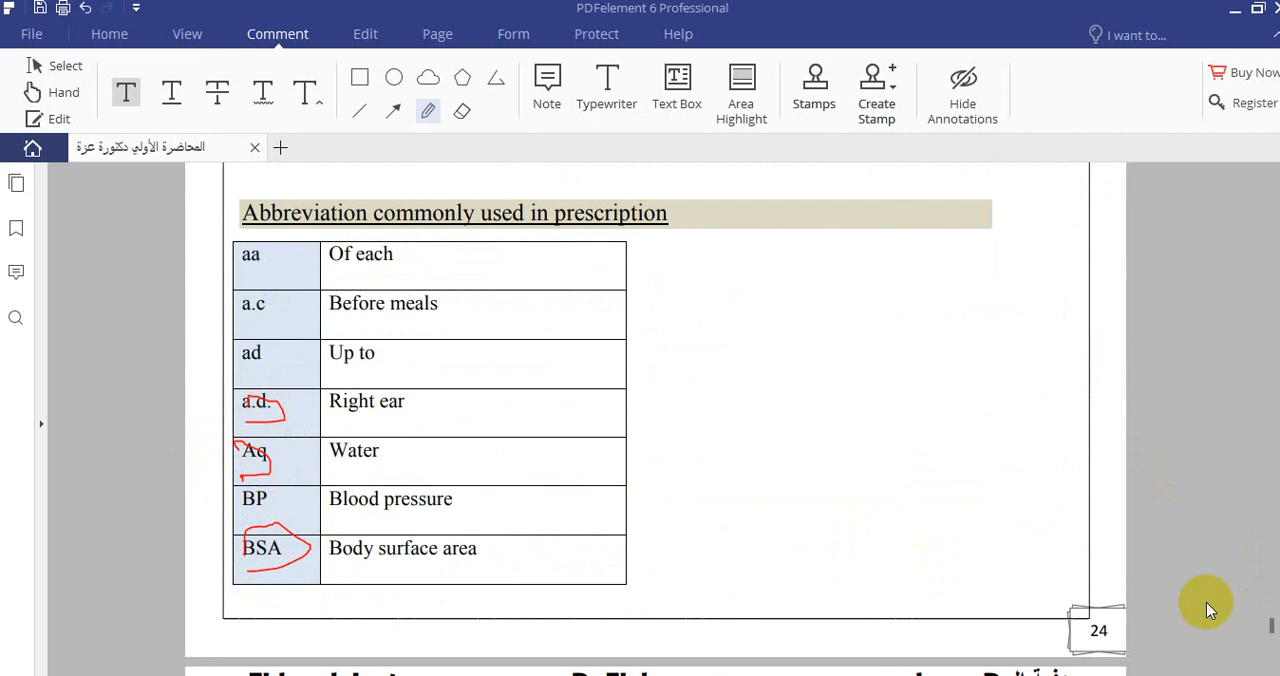 PDFelement 6 Professional
File Home View Comment Edit Page Form Protect Help I want to...
Select
Hand
Edit
Note Typewriter Text Box Area Highlight Stamps Create Stamp Hide Annotations
Buy Now
Register
المحاضرة الأولي دكتورة عزة
Abbreviation commonly used in prescription
aa Of each
a.c Before meals
ad Up to
a.d. Right ear
Aq Water
BP Blood pressure
BSA Body surface area
24